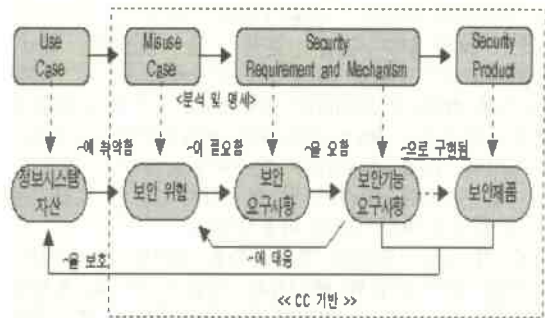 Use
Case
Misuse
Case
Security
Requirement and Mechanism
Security
Product
<분석 및 명세>
~에 취약함
~이 필요함
~을 요함
~으로 구현됨
정보시스템
자산
보안 위협
보안
요구사항
보안기능
요구사항
보안제품
~을 보호
~에 대응
<< CC 기반 >>